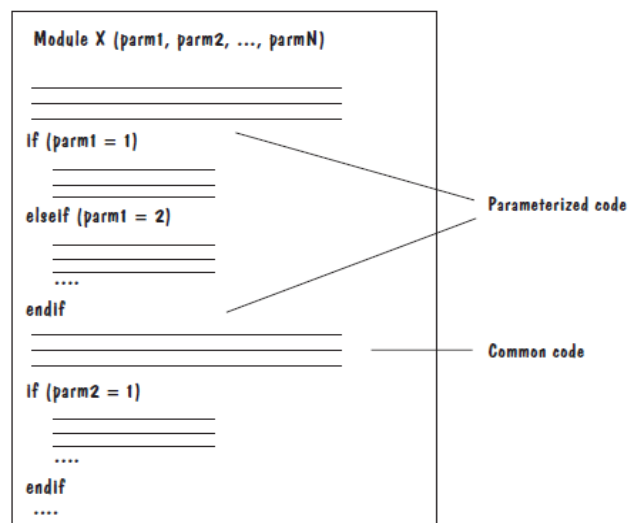 Module X (parm1, parm2, ..., parmN)
if (parm1 = 1)
elseif (parm1 = 2)
....
endif
if (parm2 = 1)
....
endif
....
Parameterized code
Common code